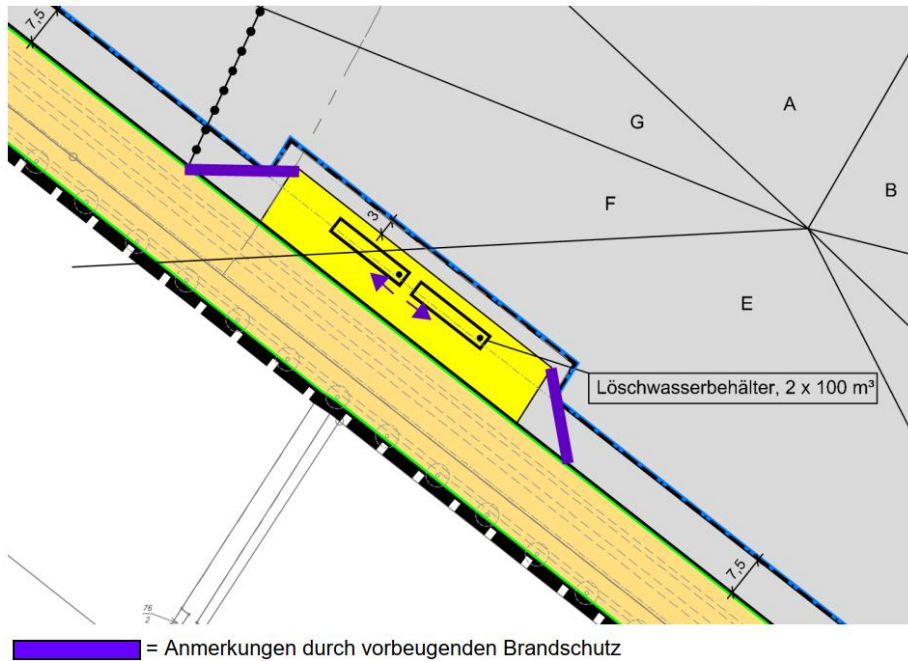 7,5
A
G
B
F
3
E
Löschwasserbehälter, 2 x 100 m³
7,5
76
2
= Anmerkungen durch vorbeugenden Brandschutz